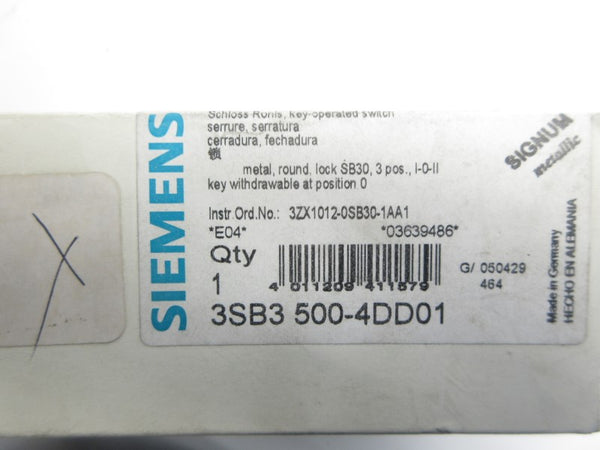 SIEMENS
Schloss Ronis, key-operated switch
serrure, serratura
cerradura, fechadura
锁
metal, round, lock SB30, 3 pos., I-0-II
key withdrawable at position 0
Instr Ord.No.: 3ZX1012-0SB30-1AA1
*E04* *03639486*
Qty
1
4 011209 411579
G/ 050429
464
3SB3 500-4DD01
SIGNUM
metallic
Made in Germany
HECHO EN ALEMANIA